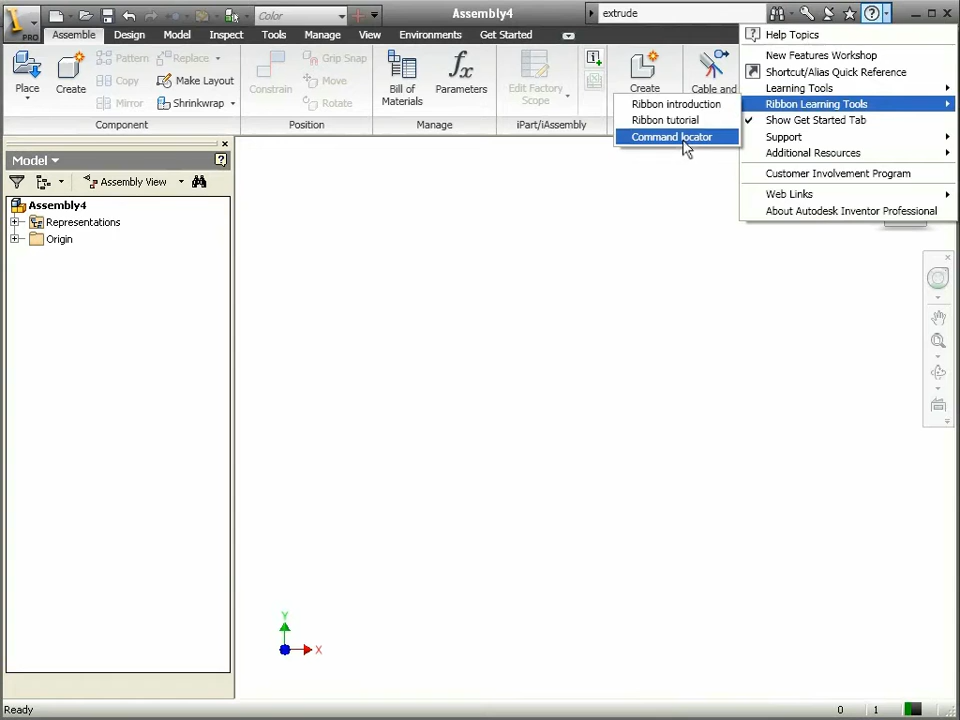 Color
Assembly4
extrude
Assemble Design Model Inspect Tools Manage View Environments Get Started
PRO
Place
Create
Pattern
Copy
Mirror
Replace
Make Layout
Shrinkwrap
Component
Constrain
Grip Snap
Move
Rotate
Position
Bill of
Materials
Parameters
Manage
Edit Factory
Scope
iPart/iAssembly
Create
Cable and
Ribbon introduction
Ribbon tutorial
Command locator
Help Topics
New Features Workshop
Shortcut/Alias Quick Reference
Learning Tools
Ribbon Learning Tools
Show Get Started Tab
Support
Additional Resources
Customer Involvement Program
Web Links
About Autodesk Inventor Professional
Model
Assembly View
Assembly4
Representations
Origin
Y
X
Ready
0 1